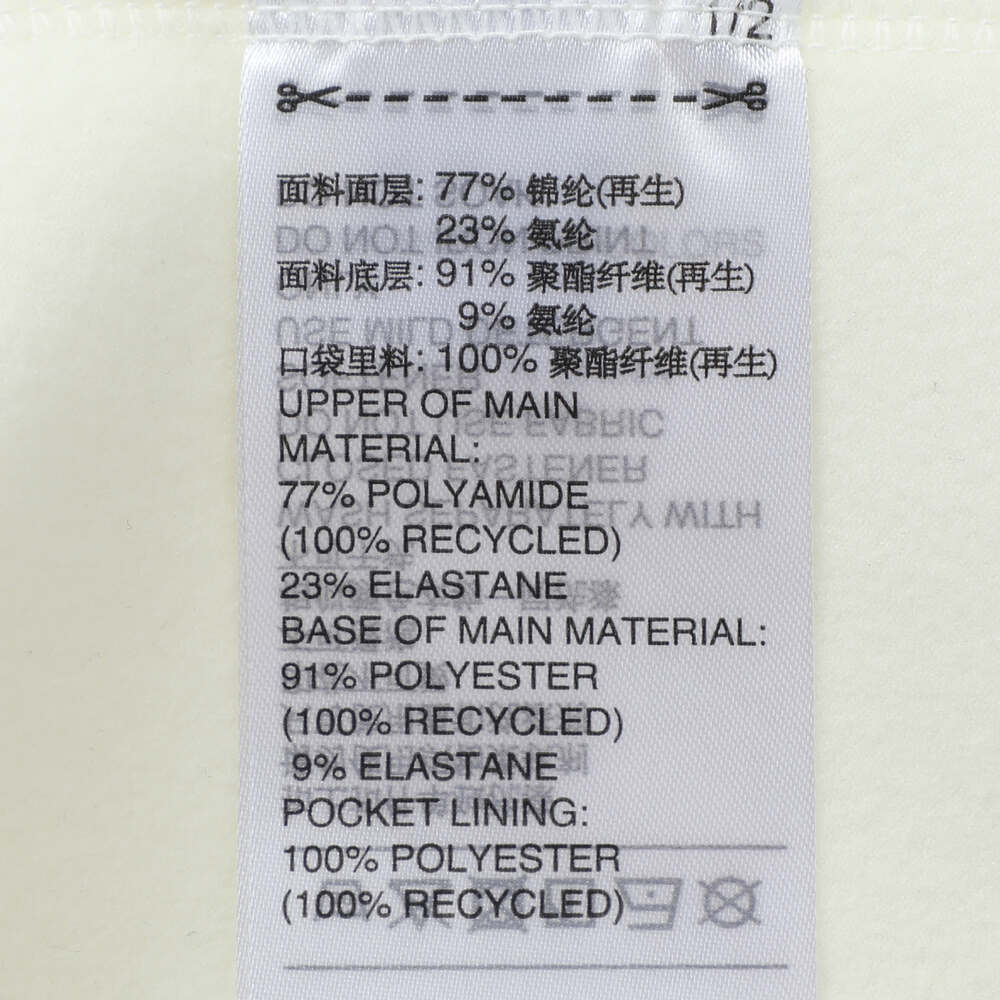 1/2
面料面层: 77% 锦纶(再生)
23% 氨纶
面料底层: 91% 聚酯纤维(再生)
9% 氨纶
口袋里料: 100% 聚酯纤维(再生)
UPPER OF MAIN
MATERIAL:
77% POLYAMIDE
(100% RECYCLED)
23% ELASTANE
BASE OF MAIN MATERIAL:
91% POLYESTER
(100% RECYCLED)
9% ELASTANE
POCKET LINING:
100% POLYESTER
(100% RECYCLED)